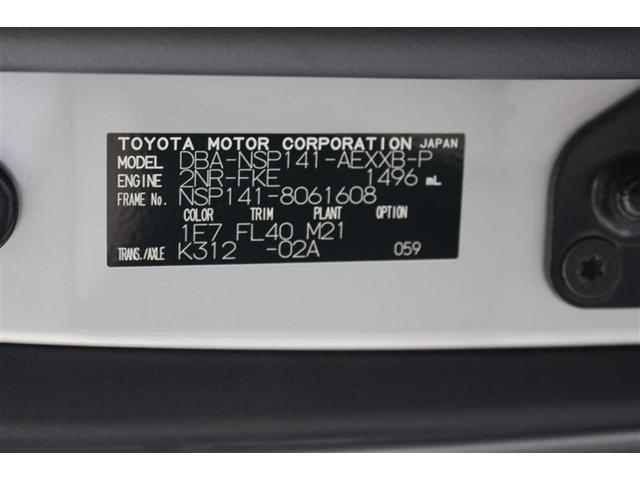 TOYOTA MOTOR CORPORATION JAPAN
MODEL DBA-NSP141-AEXXB-P
ENGINE 2NR-FKE 1496 mL
FRAME No. NSP141-8061608
COLOR TRIM PLANT OPTION
1E7 FL40 M21
TRANS./AXLE K312 -02A 059